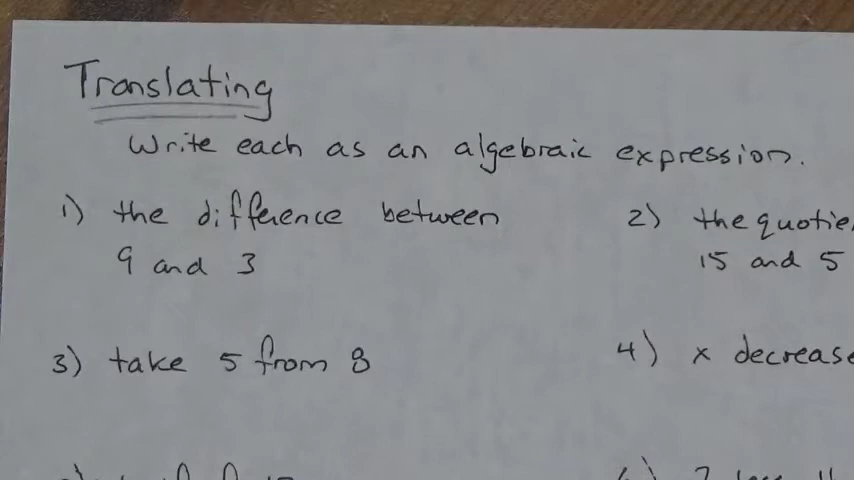 Translating
Write each as an algebraic expression.
1) the difference between
9 and 3
2) the quotie
15 and 5
3) take 5 from 8
4) x decrease